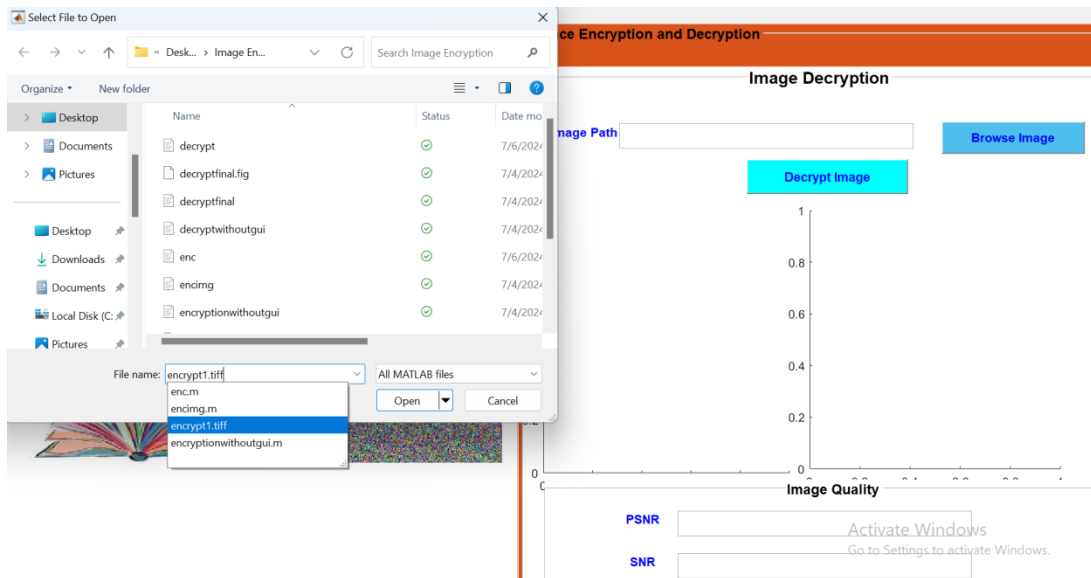 Select File to Open
« Desk... › Image En...
Search Image Encryption
Organize
New folder
Desktop
Documents
Pictures
Desktop
Downloads
Documents
Local Disk (C:
Pictures
Name Status Date mo
decrypt 7/6/2024
decryptfinal.fig 7/4/2024
decryptfinal 7/4/2024
decryptwithoutgui 7/4/2024
enc 7/6/2024
encimg 7/4/2024
encryptionwithoutgui 7/4/2024
File name: encrypt1.tiff All MATLAB files
enc.m
encimg.m
encrypt1.tiff
encryptionwithoutgui.m
Open Cancel
ce Encryption and Decryption
Image Decryption
mage Path
Browse Image
Decrypt Image
1
0.8
0.6
0.4
0.2
0
0
Image Quality
PSNR
SNR
Activate Windows
Go to Settings to activate Windows.